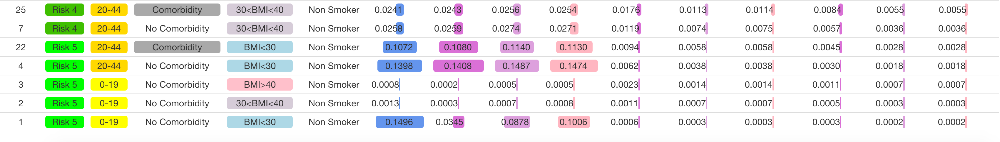 25 Risk 4 20-44 Comorbidity 30<BMI<40 Non Smoker 0.0241 0.0243 0.0256 0.0254 0.0176 0.0113 0.0114 0.0084 0.0055 0.0055
7 Risk 4 20-44 No Comorbidity 30<BMI<40 Non Smoker 0.0258 0.0259 0.0274 0.0271 0.0119 0.0074 0.0075 0.0057 0.0036 0.0036
22 Risk 5 20-44 Comorbidity BMI<30 Non Smoker 0.1072 0.1080 0.1140 0.1130 0.0094 0.0058 0.0058 0.0045 0.0028 0.0028
4 Risk 5 20-44 No Comorbidity BMI<30 Non Smoker 0.1398 0.1408 0.1487 0.1474 0.0062 0.0038 0.0038 0.0030 0.0018 0.0018
3 Risk 5 0-19 No Comorbidity BMI>40 Non Smoker 0.0008 0.0002 0.0005 0.0005 0.0023 0.0014 0.0014 0.0011 0.0007 0.0007
2 Risk 5 0-19 No Comorbidity 30<BMI<40 Non Smoker 0.0013 0.0003 0.0007 0.0008 0.0011 0.0007 0.0007 0.0005 0.0003 0.0003
1 Risk 5 0-19 No Comorbidity BMI<30 Non Smoker 0.1496 0.0345 0.0878 0.1006 0.0006 0.0003 0.0003 0.0003 0.0002 0.0002